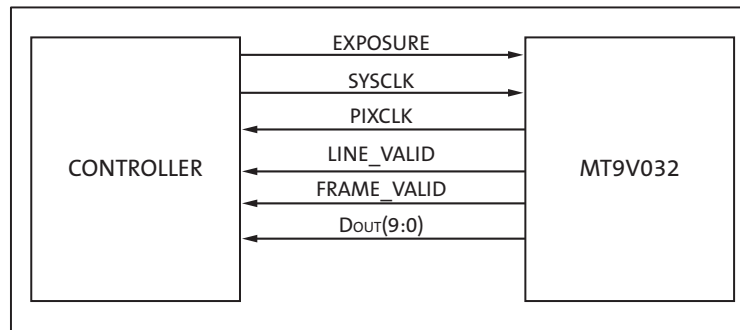 EXPOSURE
SYSCLK
PIXCLK
CONTROLLER
LINE_VALID
MT9V032
FRAME_VALID
DOUT(9:0)